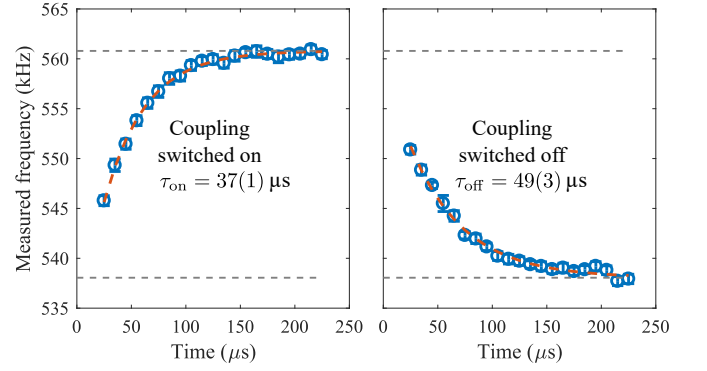 Measured frequency (kHz)
565
560
555
550
545
540
535
Coupling
switched on
τon = 37(1) μs
0 50 100 150 200 250
Time (μs)
Coupling
switched off
τoff = 49(3) μs
0 50 100 150 200 250
Time (μs)